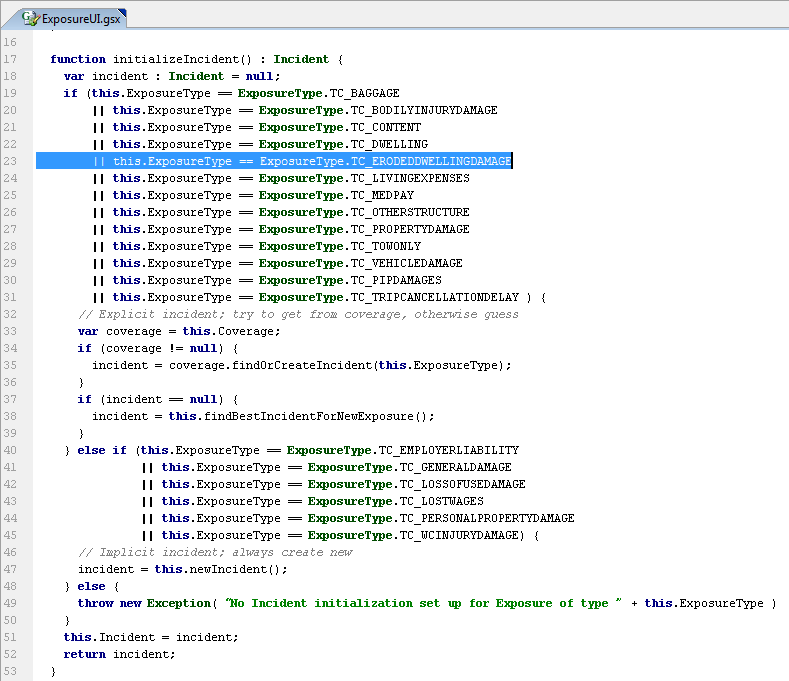 ExposureUI.gsx
16
17 function initializeIncident() : Incident {
18 var incident : Incident = null;
19 if (this.ExposureType == ExposureType.TC_BAGGAGE
20 || this.ExposureType == ExposureType.TC_BODILYINJURYDAMAGE
21 || this.ExposureType == ExposureType.TC_CONTENT
22 || this.ExposureType == ExposureType.TC_DWELLING
23 || this.ExposureType == ExposureType.TC_ERODEDDWELLINGDAMAGE
24 || this.ExposureType == ExposureType.TC_LIVINGEXPENSES
25 || this.ExposureType == ExposureType.TC_MEDPAY
26 || this.ExposureType == ExposureType.TC_OTHERSTRUCTURE
27 || this.ExposureType == ExposureType.TC_PROPERTYDAMAGE
28 || this.ExposureType == ExposureType.TC_TOWONLY
29 || this.ExposureType == ExposureType.TC_VEHICLEDAMAGE
30 || this.ExposureType == ExposureType.TC_PIPDAMAGES
31 || this.ExposureType == ExposureType.TC_TRIPCANCELLATIONDELAY ) {
32 // Explicit incident; try to get from coverage, otherwise guess
33 var coverage = this.Coverage;
34 if (coverage != null) {
35 incident = coverage.findOrCreateIncident(this.ExposureType);
36 }
37 if (incident == null) {
38 incident = this.findBestIncidentForNewExposure();
39 }
40 } else if (this.ExposureType == ExposureType.TC_EMPLOYERLIABILITY
41 || this.ExposureType == ExposureType.TC_GENERALDAMAGE
42 || this.ExposureType == ExposureType.TC_LOSSOFUSEDAMAGE
43 || this.ExposureType == ExposureType.TC_LOSTWAGES
44 || this.ExposureType == ExposureType.TC_PERSONALPROPERTYDAMAGE
45 || this.ExposureType == ExposureType.TC_WCINJURYDAMAGE) {
46 // Implicit incident; always create new
47 incident = this.newIncident();
48 } else {
49 throw new Exception( "No Incident initialization set up for Exposure of type " + this.ExposureType )
50 }
51 this.Incident = incident;
52 return incident;
53 }